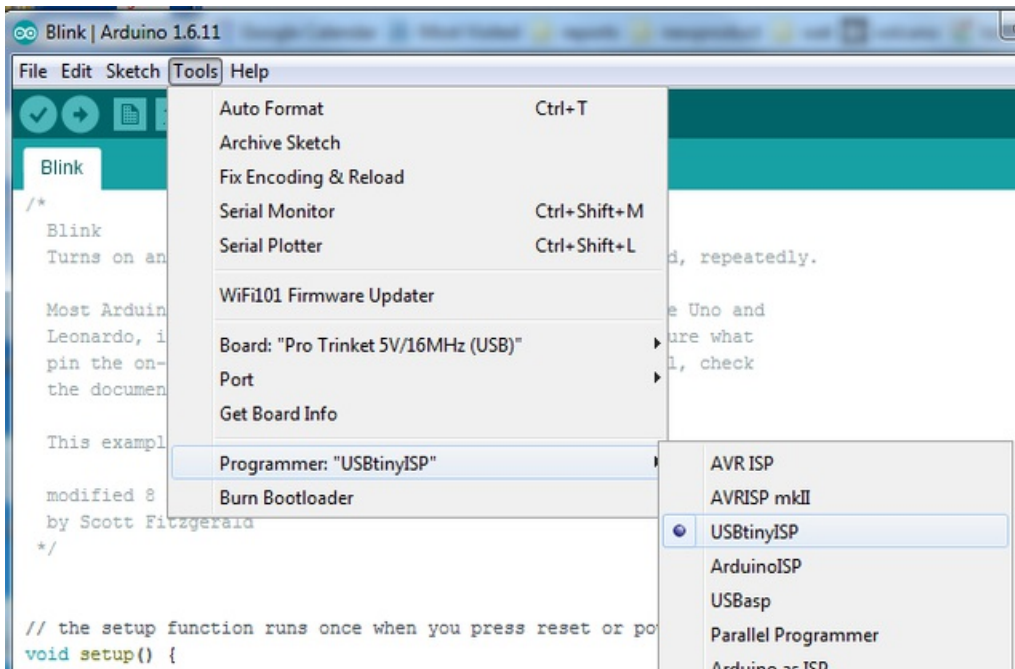 Blink | Arduino 1.6.11
File Edit Sketch Tools Help
Auto Format Ctrl+T
Archive Sketch
Fix Encoding & Reload
Serial Monitor Ctrl+Shift+M
Serial Plotter Ctrl+Shift+L
WiFi101 Firmware Updater
Board: "Pro Trinket 5V/16MHz (USB)"
Port
Get Board Info
Programmer: "USBtinyISP"
Burn Bootloader
AVR ISP
AVRISP mkII
USBtinyISP
ArduinoISP
USBasp
Parallel Programmer
Arduino as ISP
Blink
/*
Blink
Turns on an d, repeatedly.
Most Arduin e Uno and
Leonardo, i ure what
pin the on- l, check
the documen
This exampl
modified 8
by Scott Fitzgerald
*/
// the setup function runs once when you press reset or po
void setup() {